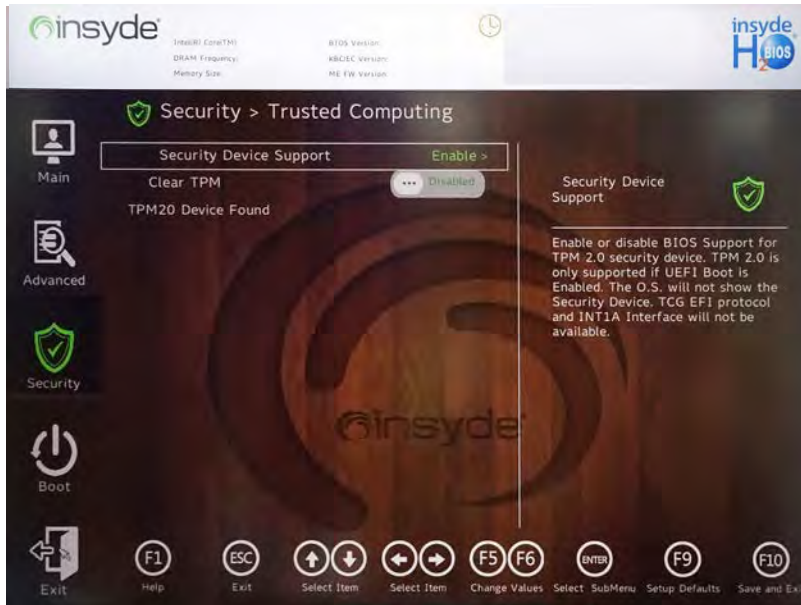 insyde
Intel(R) Core(TM)
BIOS Version:
DRAM Frequency:
KBC/EC Version:
Memory Size:
ME FW Version:
insyde
H2O
BIOS
Security > Trusted Computing
Main
Advanced
Security
Boot
Exit
Security Device Support Enable >
Clear TPM Disabled
TPM20 Device Found
Security Device
Support
Enable or disable BIOS Support for
TPM 2.0 security device. TPM 2.0 is
only supported if UEFI Boot is
Enabled. The O.S. will not show the
Security Device. TCG EFI protocol
and INT1A Interface will not be
available.
insyde
F1
Help
ESC
Exit
Select Item
Select Item
F5 F6
Change Values
ENTER
Select SubMenu
F9
Setup Defaults
F10
Save and Ex